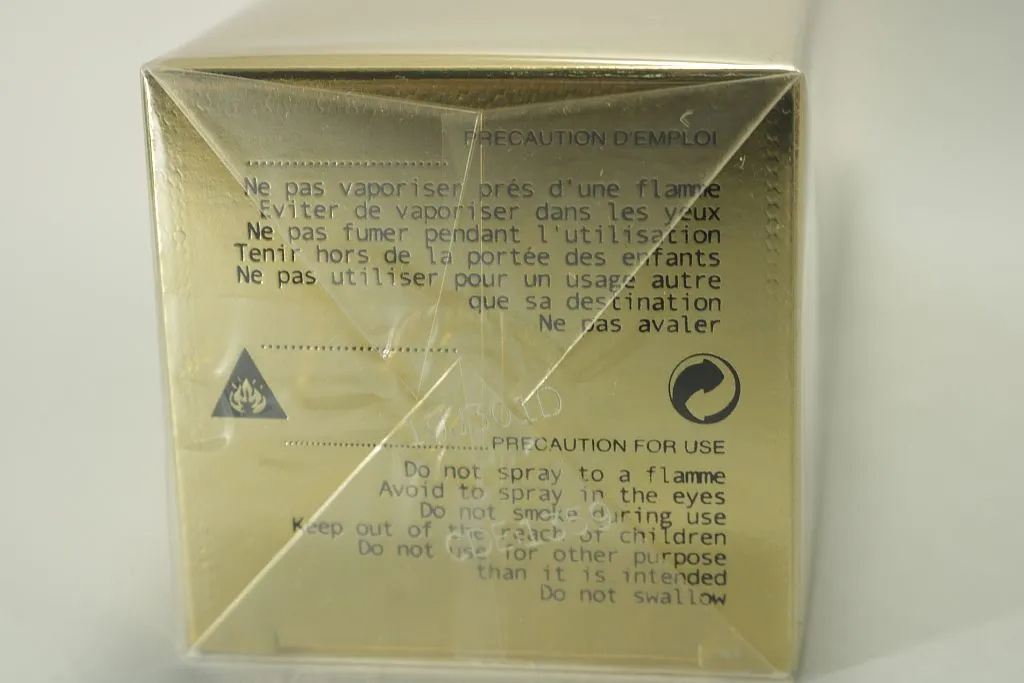 PRECAUTION D'EMPLOI
Ne pas vaporiser prés d'une flamme
Eviter de vaporiser dans les yeux
Ne pas fumer pendant l'utilisation
Tenir hors de la portée des enfants
Ne pas utiliser pour un usage autre
que sa destination
Ne pas avaler
PRECAUTION FOR USE
Do not spray to a flamme
Avoid to spray in the eyes
Do not smoke during use
Keep out of the reach of children
Do not use for other purpose
than it is intended
Do not swallow